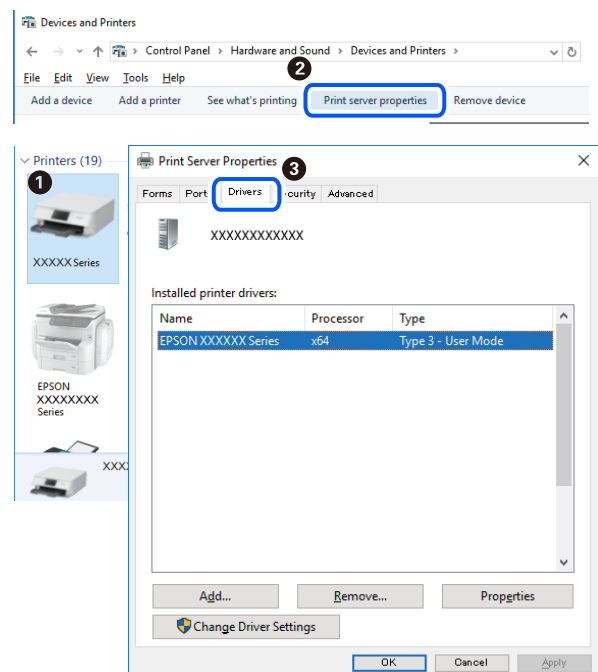 Devices and Printers
Control Panel > Hardware and Sound > Devices and Printers >
2
File Edit View Tools Help
Add a device Add a printer See what's printing Print server properties Remove device
Printers (19)
1
XXXXX Series
EPSON
XXXXXXXX
Series
XXX
Print Server Properties
3
Forms Port Drivers curity Advanced
XXXXXXXXXXXX
Installed printer drivers:
Name Processor Type
EPSON XXXXXX Series x64 Type 3 - User Mode
Add... Remove... Properties
Change Driver Settings
OK Cancel Apply